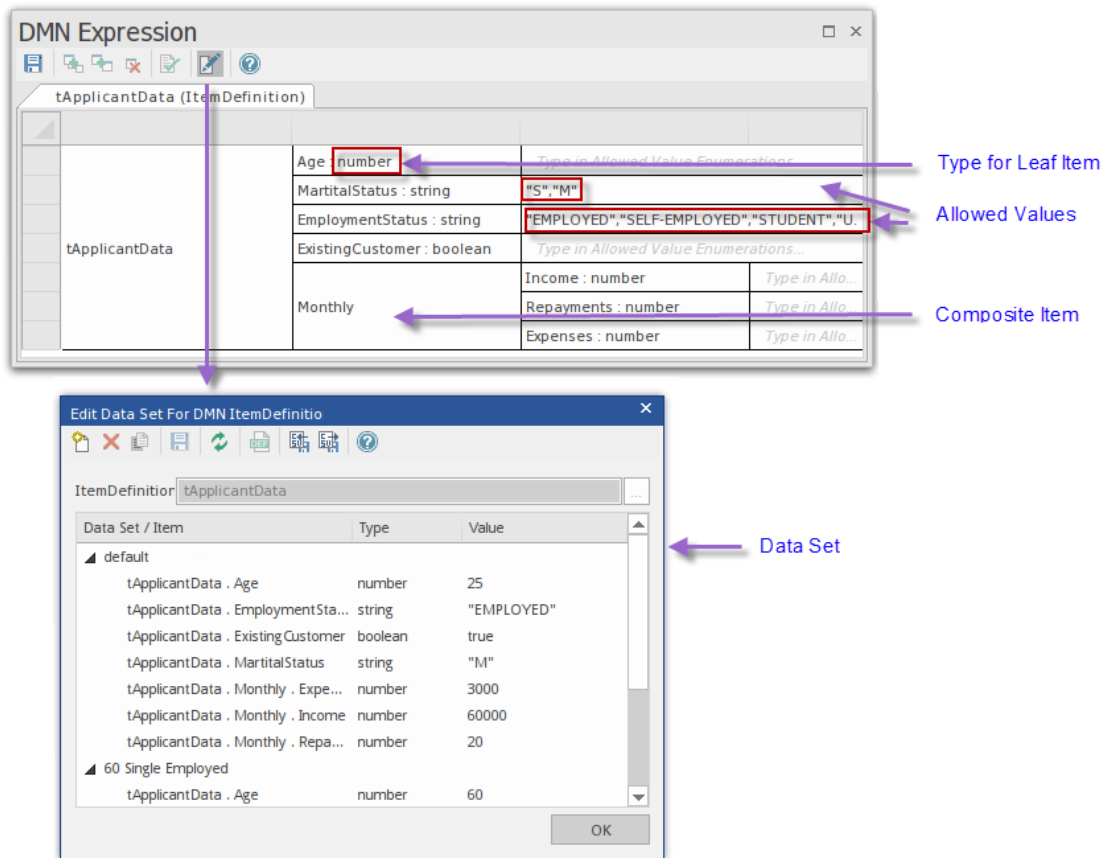 DMN Expression
tApplicantData (ItemDefinition)
Age : number Type in Allowed Value Enumerations... Type for Leaf Item
MartitalStatus : string "S","M"
Allowed Values
EmploymentStatus : string "EMPLOYED","SELF-EMPLOYED","STUDENT","U.
tApplicantData ExistingCustomer : boolean Type in Allowed Value Enumerations...
Income : number Type in Allo...
Monthly Repayments : number Type in Allo... Composite Item
Expenses : number Type in Allo...
Edit Data Set For DMN ItemDefinitio
ItemDefinition tApplicantData ...
Data Set / Item Type Value
Data Set
default
tApplicantData . Age number 25
tApplicantData . EmploymentSta... string "EMPLOYED"
tApplicantData . ExistingCustomer boolean true
tApplicantData . MartitalStatus string "M"
tApplicantData . Monthly . Expe... number 3000
tApplicantData . Monthly . Income number 60000
tApplicantData . Monthly . Repa... number 20
60 Single Employed
tApplicantData . Age number 60
OK